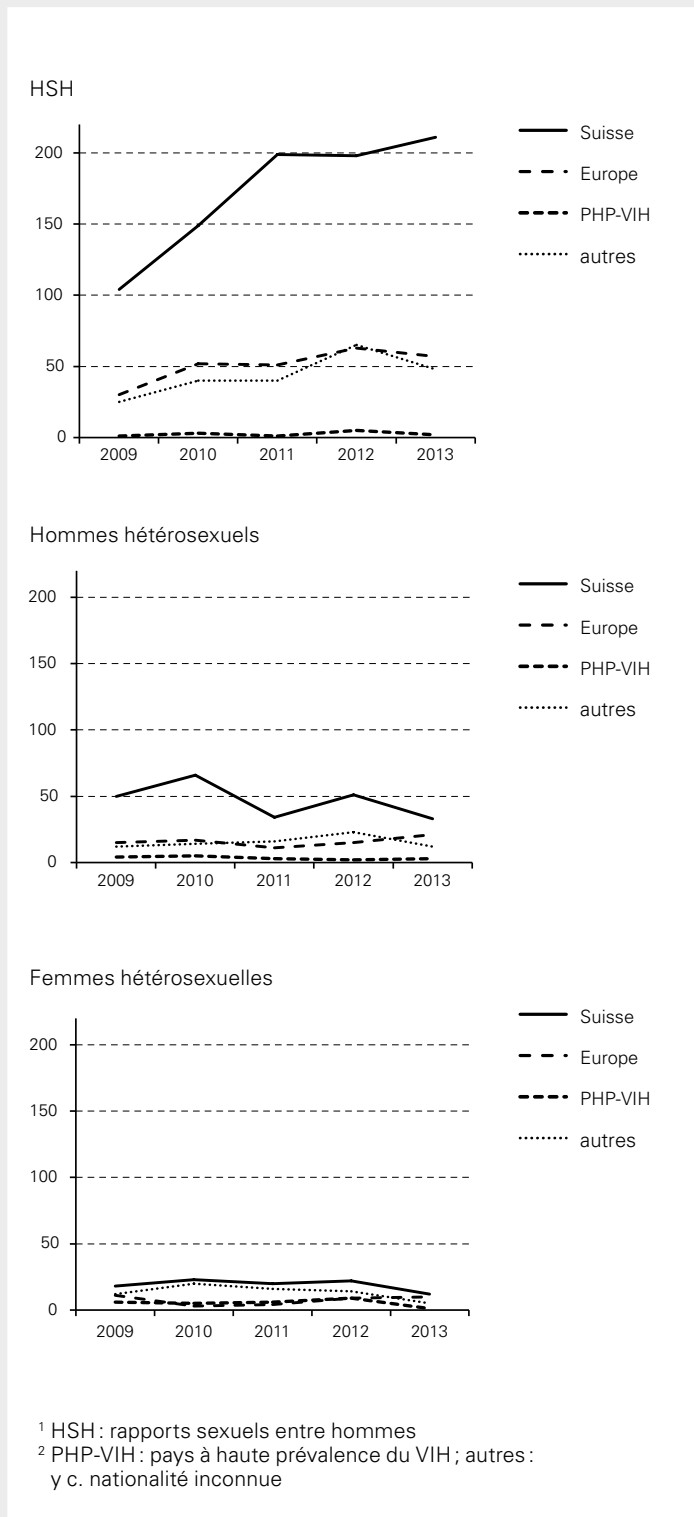 HSH
200
150
100
50
0
2009 2010 2011 2012 2013
Suisse
Europe
PHP-VIH
autres
Hommes hétérosexuels
200
150
100
50
0
2009 2010 2011 2012 2013
Suisse
Europe
PHP-VIH
autres
Femmes hétérosexuelles
200
150
100
50
0
2009 2010 2011 2012 2013
Suisse
Europe
PHP-VIH
autres
¹ HSH : rapports sexuels entre hommes
² PHP-VIH : pays à haute prévalence du VIH ; autres :
y c. nationalité inconnue